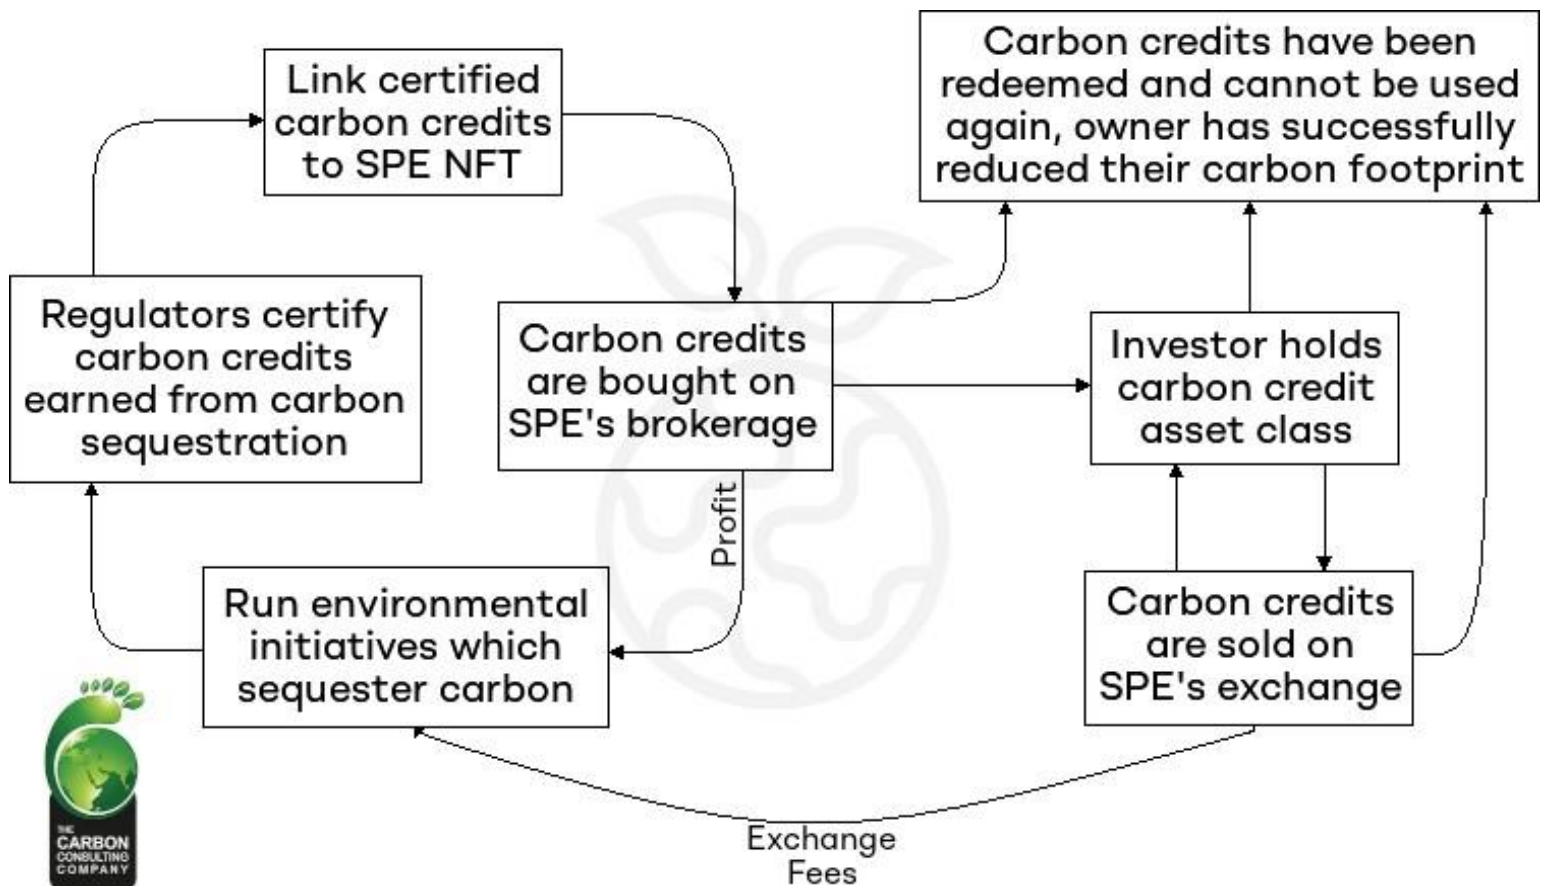 Link certified
carbon credits
to SPE NFT
Carbon credits have been
redeemed and cannot be used
again, owner has successfully
reduced their carbon footprint
Regulators certify
carbon credits
earned from carbon
sequestration
Carbon credits
are bought on
SPE's brokerage
Investor holds
carbon credit
asset class
Profit
Run environmental
initiatives which
sequester carbon
Carbon credits
are sold on
SPE's exchange
Exchange
Fees
THE
CARBON
CONSULTING
COMPANY